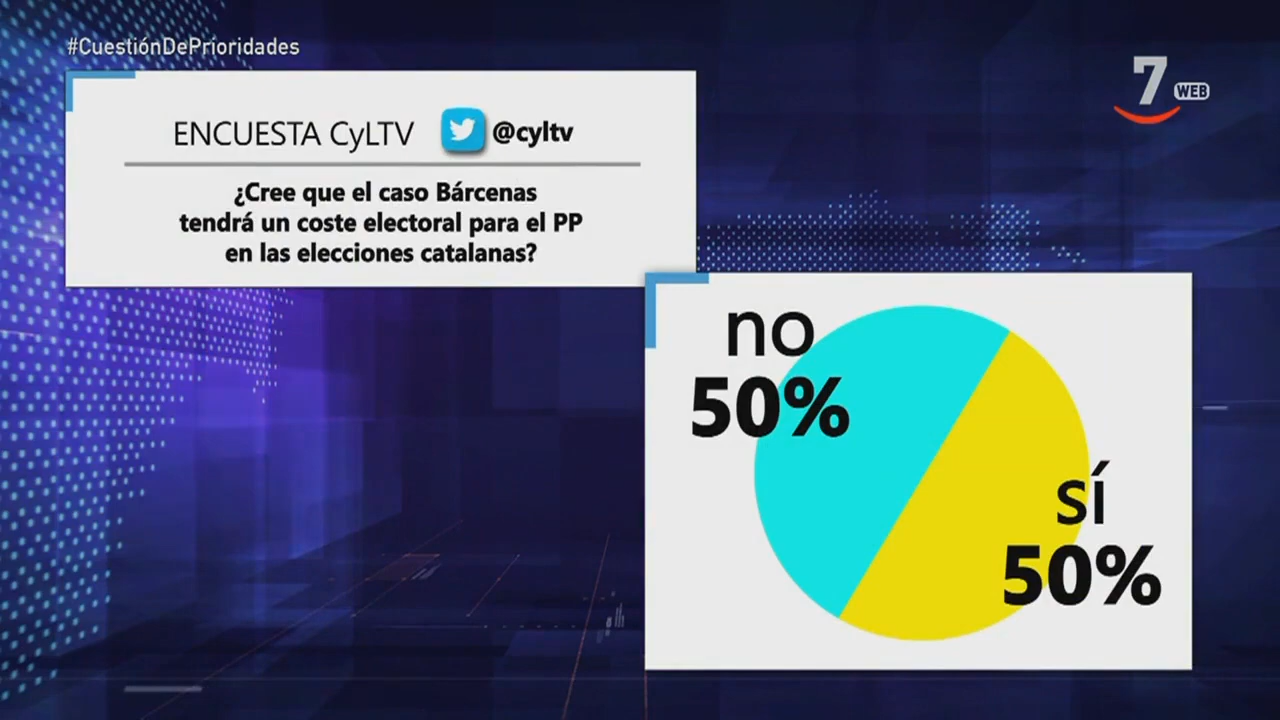 #CuestiónDePrioridades
7
WEB
ENCUESTA CyLTV @cyltv
¿Cree que el caso Bárcenas
tendrá un coste electoral para el PP
en las elecciones catalanas?
no
50%
sí
50%